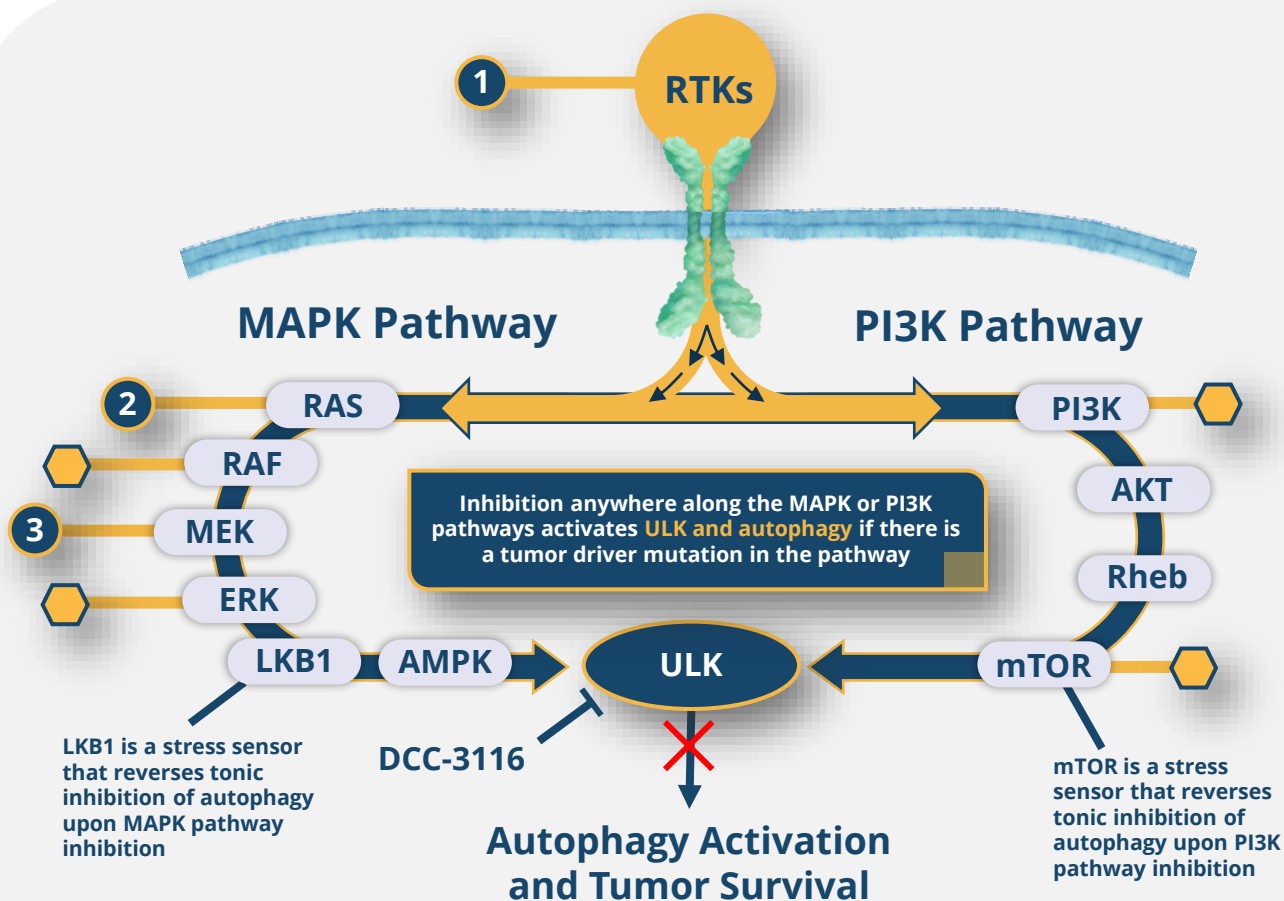 1
RTKs
MAPK Pathway
PI3K Pathway
2
RAS
PI3K
RAF
AKT
3
MEK
Inhibition anywhere along the MAPK or PI3K
pathways activates ULK and autophagy if there is
a tumor driver mutation in the pathway
Rheb
ERK
LKB1
AMPK
ULK
mTOR
DCC-3116
LKB1 is a stress sensor
that reverses tonic
inhibition of autophagy
upon MAPK pathway
inhibition
mTOR is a stress
sensor that reverses
tonic inhibition of
autophagy upon PI3K
pathway inhibition
Autophagy Activation
and Tumor Survival